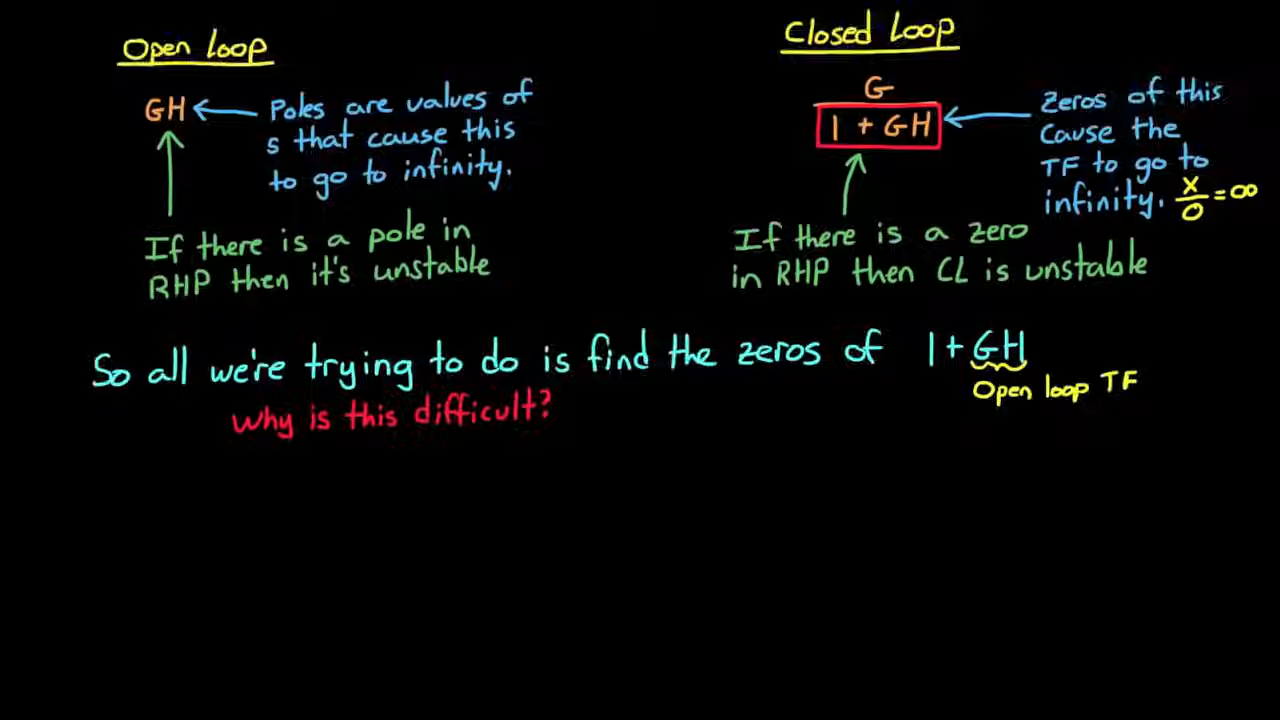 Open loop
GH
Poles are values of
s that cause this
to go to infinity.
If there is a pole in
RHP then it's unstable
Closed loop
G
1 + GH
Zeros of this
Cause the
TF to go to
infinity. x/0 = ∞
If there is a zero
in RHP then CL is unstable
So all we're trying to do is find the zeros of 1 + GH
Open loop TF
why is this difficult?